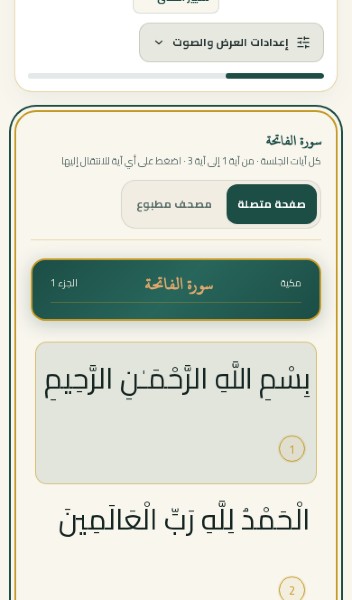 إعدادات العرض والصوت
سورة الفاتحة
كل آيات الجلسة · من آية 1 إلى آية 3 · اضغط على أي آية للانتقال إليها
صفحة متصلة
مصحف مطبوع
مكية
سورة الفاتحة
الجزء 1
بِسْمِ اللَّهِ الرَّحْمَـٰنِ الرَّحِيمِ
1
الْحَمْدُ لِلَّهِ رَبِّ الْعَالَمِينَ
2